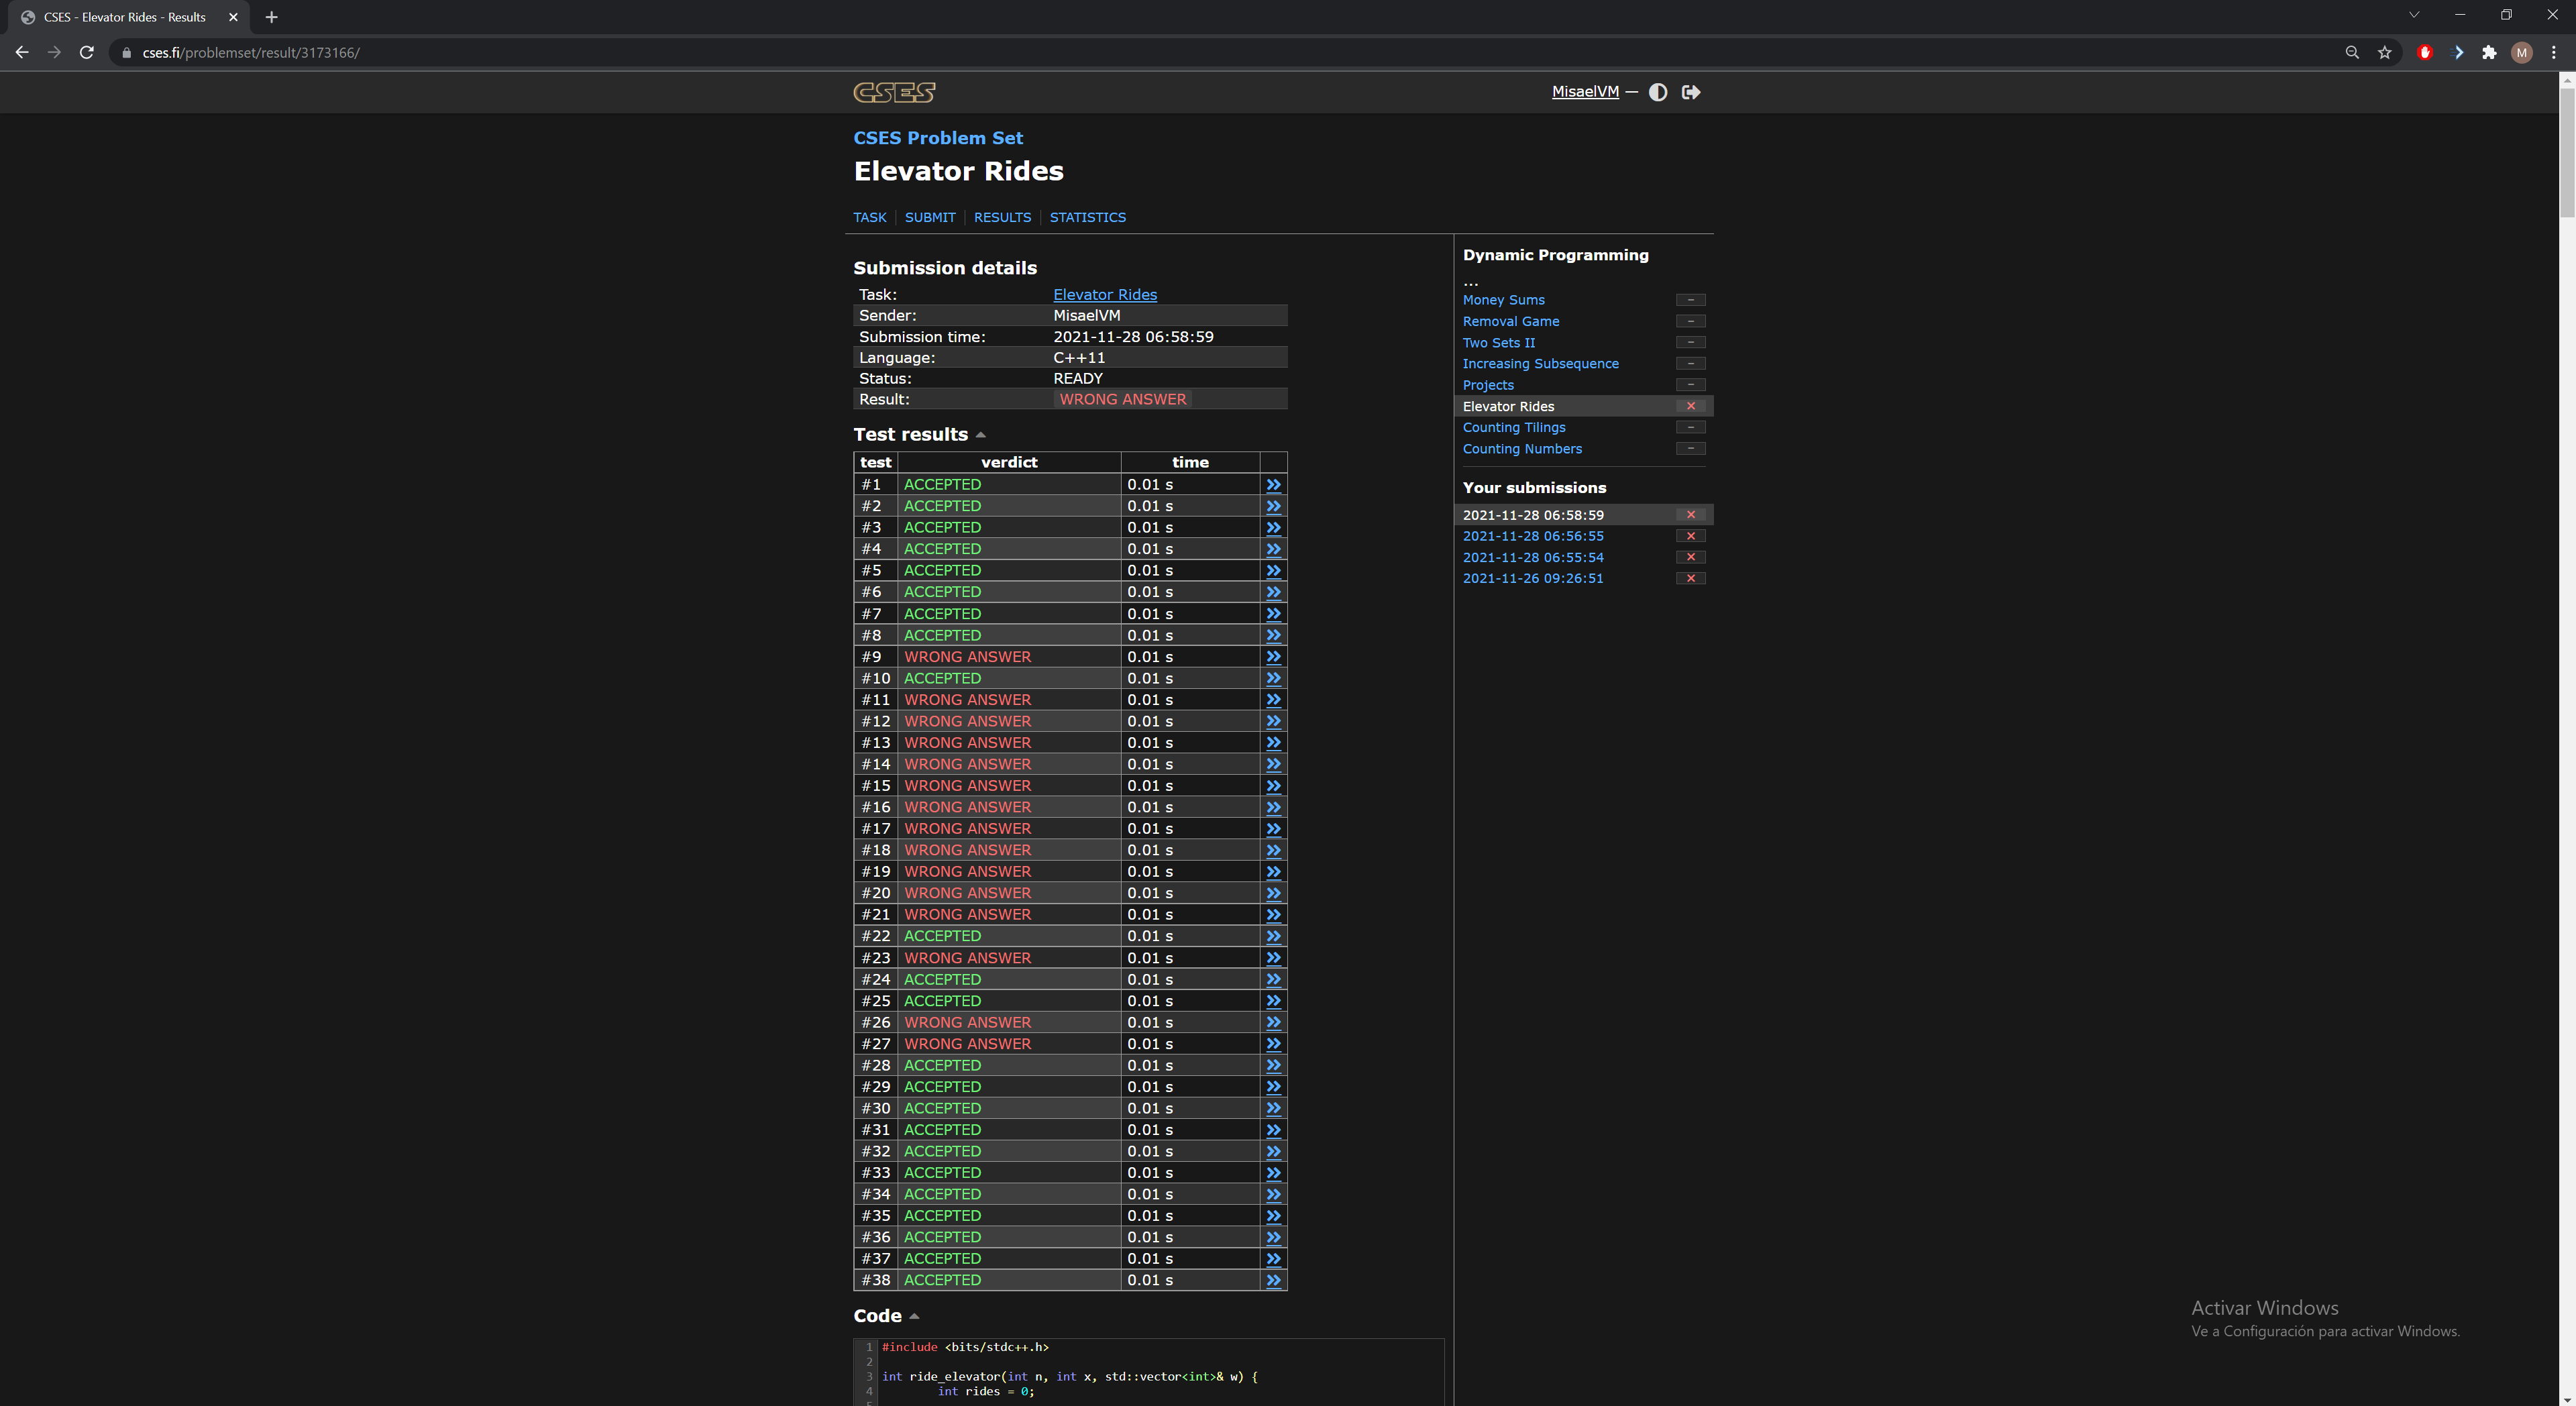 CSES - Elevator Rides - Results
cses.fi/problemset/result/3173166/
M
CSES
MisaelVM —
CSES Problem Set
Elevator Rides
TASK | SUBMIT | RESULTS | STATISTICS
Submission details
Task: Elevator Rides
Sender: MisaelVM
Submission time: 2021-11-28 06:58:59
Language: C++11
Status: READY
Result: WRONG ANSWER
Test results
test verdict time
#1 ACCEPTED 0.01 s »
#2 ACCEPTED 0.01 s »
#3 ACCEPTED 0.01 s »
#4 ACCEPTED 0.01 s »
#5 ACCEPTED 0.01 s »
#6 ACCEPTED 0.01 s »
#7 ACCEPTED 0.01 s »
#8 ACCEPTED 0.01 s »
#9 WRONG ANSWER 0.01 s »
#10 ACCEPTED 0.01 s »
#11 WRONG ANSWER 0.01 s »
#12 WRONG ANSWER 0.01 s »
#13 WRONG ANSWER 0.01 s »
#14 WRONG ANSWER 0.01 s »
#15 WRONG ANSWER 0.01 s »
#16 WRONG ANSWER 0.01 s »
#17 WRONG ANSWER 0.01 s »
#18 WRONG ANSWER 0.01 s »
#19 WRONG ANSWER 0.01 s »
#20 WRONG ANSWER 0.01 s »
#21 WRONG ANSWER 0.01 s »
#22 ACCEPTED 0.01 s »
#23 WRONG ANSWER 0.01 s »
#24 ACCEPTED 0.01 s »
#25 ACCEPTED 0.01 s »
#26 WRONG ANSWER 0.01 s »
#27 WRONG ANSWER 0.01 s »
#28 ACCEPTED 0.01 s »
#29 ACCEPTED 0.01 s »
#30 ACCEPTED 0.01 s »
#31 ACCEPTED 0.01 s »
#32 ACCEPTED 0.01 s »
#33 ACCEPTED 0.01 s »
#34 ACCEPTED 0.01 s »
#35 ACCEPTED 0.01 s »
#36 ACCEPTED 0.01 s »
#37 ACCEPTED 0.01 s »
#38 ACCEPTED 0.01 s »
Code
1 #include <bits/stdc++.h>
2
3 int ride_elevator(int n, int x, std::vector<int>& w) {
4 int rides = 0;
Dynamic Programming
...
Money Sums –
Removal Game –
Two Sets II –
Increasing Subsequence –
Projects –
Elevator Rides ×
Counting Tilings –
Counting Numbers –
Your submissions
2021-11-28 06:58:59 ×
2021-11-28 06:56:55 ×
2021-11-28 06:55:54 ×
2021-11-26 09:26:51 ×
Activar Windows
Ve a Configuración para activar Windows.